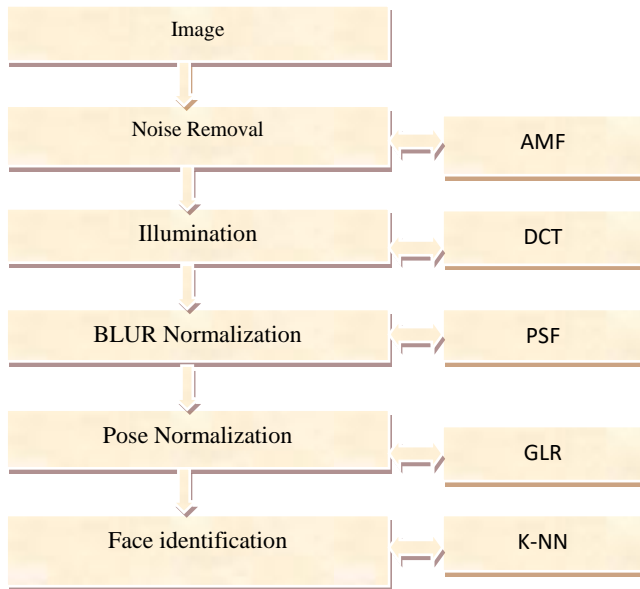 Image
Noise Removal
AMF
Illumination
DCT
BLUR Normalization
PSF
Pose Normalization
GLR
Face identification
K-NN